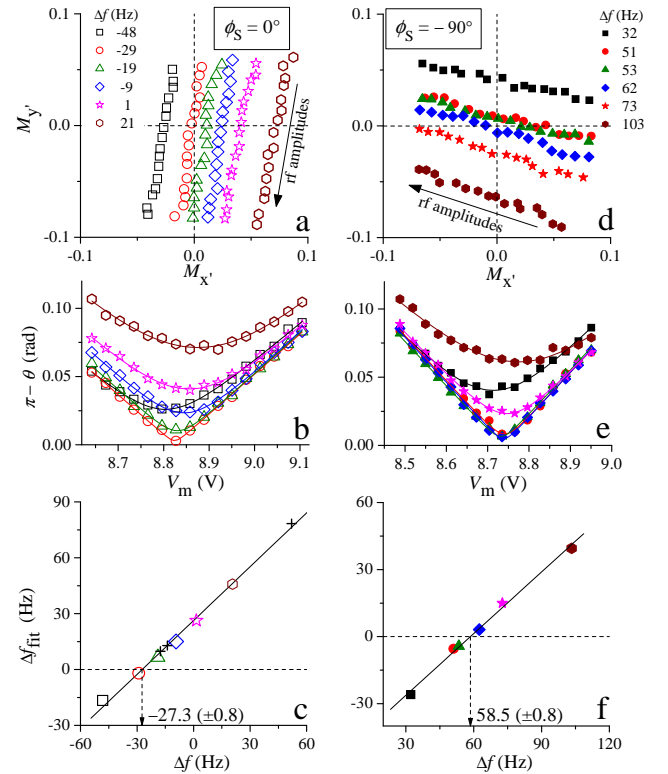 Δf (Hz)
-48
-29
-19
-9
1
21
ϕS = 0°
rf amplitudes
a
0.1
0.0
-0.1
My'
-0.1
0.0
0.1
Mx'
ϕS = − 90°
Δf (Hz)
32
51
53
62
73
103
rf amplitudes
d
0.1
0.0
-0.1
-0.1
0.0
0.1
Mx'
0.10
0.05
0.00
π − θ (rad)
b
8.7
8.8
8.9
9.0
9.1
Vm (V)
0.10
0.05
0.00
e
8.5
8.6
8.7
8.8
8.9
9.0
Vm (V)
90
60
30
0
-30
Δffit (Hz)
c
−27.3 (±0.8)
-60
-30
0
30
60
Δf (Hz)
60
30
0
-30
f
58.5 (±0.8)
30
60
90
120
Δf (Hz)